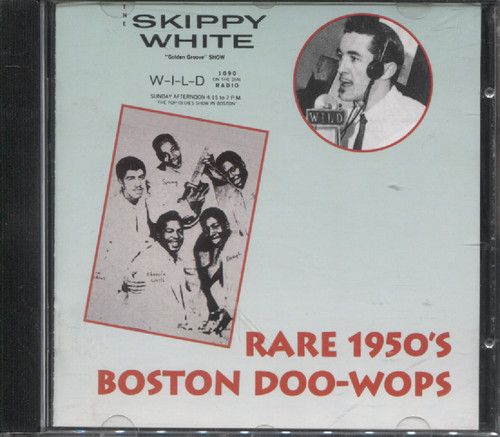 THE
SKIPPY
WHITE
"Golden Groove" SHOW
W-I-L-D
1090
ON THE DIAL
RADIO
SUNDAY AFTERNOON 4:15 to 7 P.M.
"THE TOP OLDIES SHOW IN BOSTON"
WILD
RARE 1950'S
BOSTON DOO-WOPS